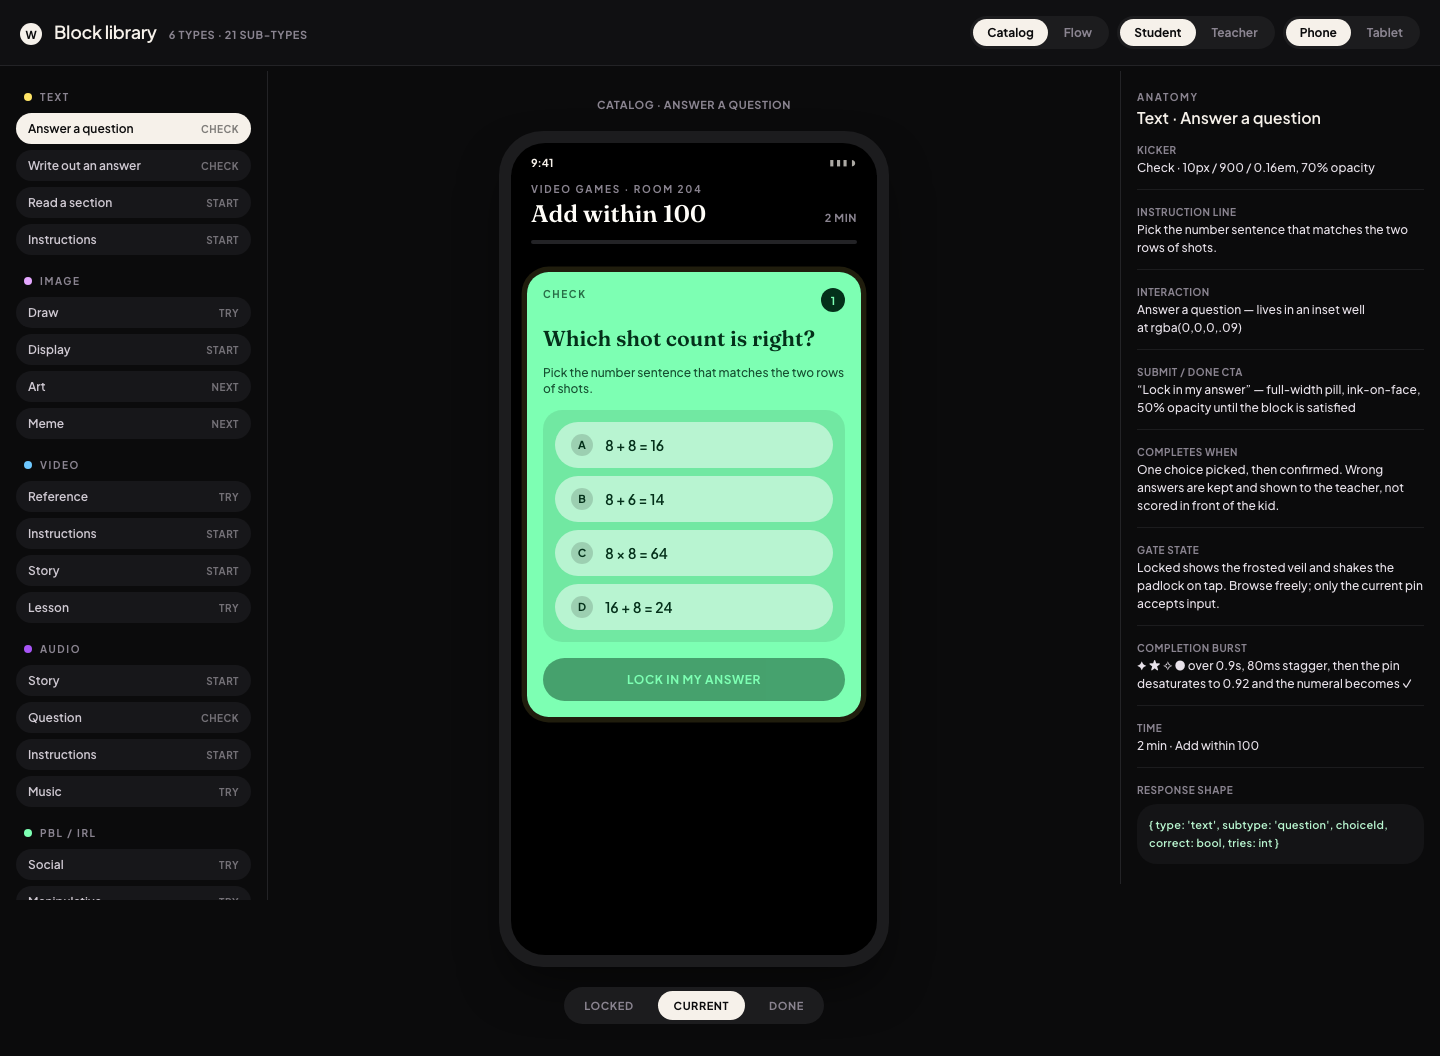 W Block library 6 TYPES · 21 SUB-TYPES
Catalog Flow Student Teacher Phone Tablet
TEXT
Answer a question CHECK
Write out an answer CHECK
Read a section START
Instructions START
IMAGE
Draw TRY
Display START
Art NEXT
Meme NEXT
VIDEO
Reference TRY
Instructions START
Story START
Lesson TRY
AUDIO
Story START
Question CHECK
Instructions START
Music TRY
PBL / IRL
Social TRY
Manipulative TRY
CATALOG · ANSWER A QUESTION
9:41
VIDEO GAMES · ROOM 204
Add within 100 2 MIN
CHECK 1
Which shot count is right?
Pick the number sentence that matches the two rows
of shots.
A 8 + 8 = 16
B 8 + 6 = 14
C 8 × 8 = 64
D 16 + 8 = 24
LOCK IN MY ANSWER
LOCKED CURRENT DONE
ANATOMY
Text · Answer a question
KICKER
Check · 10px / 900 / 0.16em, 70% opacity
INSTRUCTION LINE
Pick the number sentence that matches the two
rows of shots.
INTERACTION
Answer a question — lives in an inset well
at rgba(0,0,0,.09)
SUBMIT / DONE CTA
“Lock in my answer” — full-width pill, ink-on-face,
50% opacity until the block is satisfied
COMPLETES WHEN
One choice picked, then confirmed. Wrong
answers are kept and shown to the teacher, not
scored in front of the kid.
GATE STATE
Locked shows the frosted veil and shakes the
padlock on tap. Browse freely; only the current pin
accepts input.
COMPLETION BURST
✦ ★ ✧ ● over 0.9s, 80ms stagger, then the pin
desaturates to 0.92 and the numeral becomes ✓
TIME
2 min · Add within 100
RESPONSE SHAPE
{ type: 'text', subtype: 'question', choiceId,
correct: bool, tries: int }